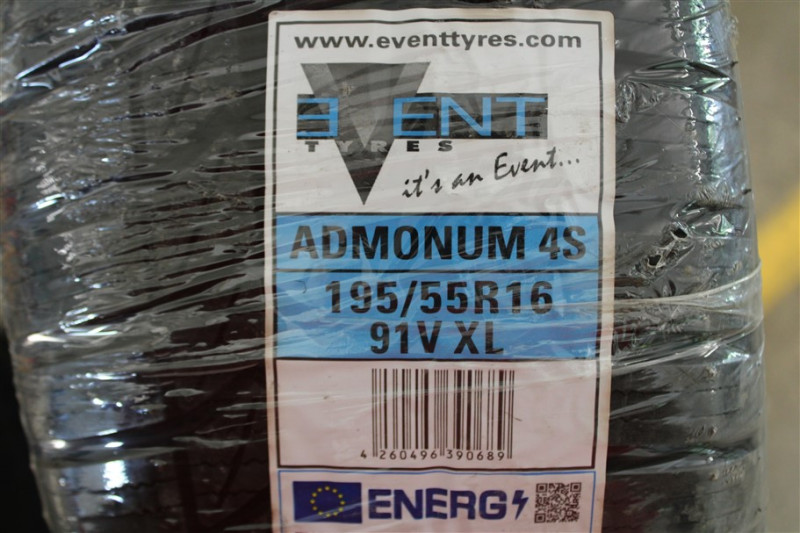 www.eventtyres.com
EVENT
TYRES
it's an Event...
ADMONUM 4S
195/55R16
91V XL
4 260496 390689
ENERG